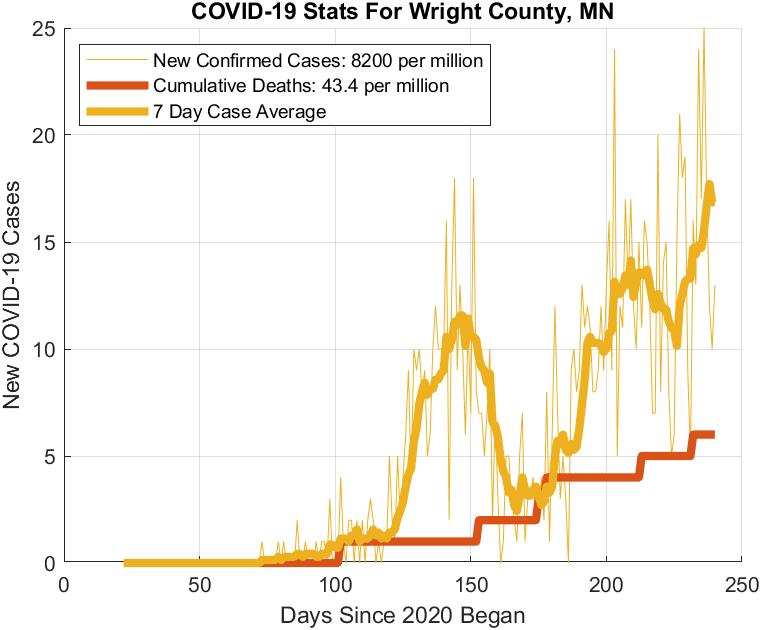 COVID-19 Stats For Wright County, MN
New Confirmed Cases: 8200 per million
Cumulative Deaths: 43.4 per million
7 Day Case Average
New COVID-19 Cases
25
20
15
10
5
0
0 50 100 150 200 250
Days Since 2020 Began